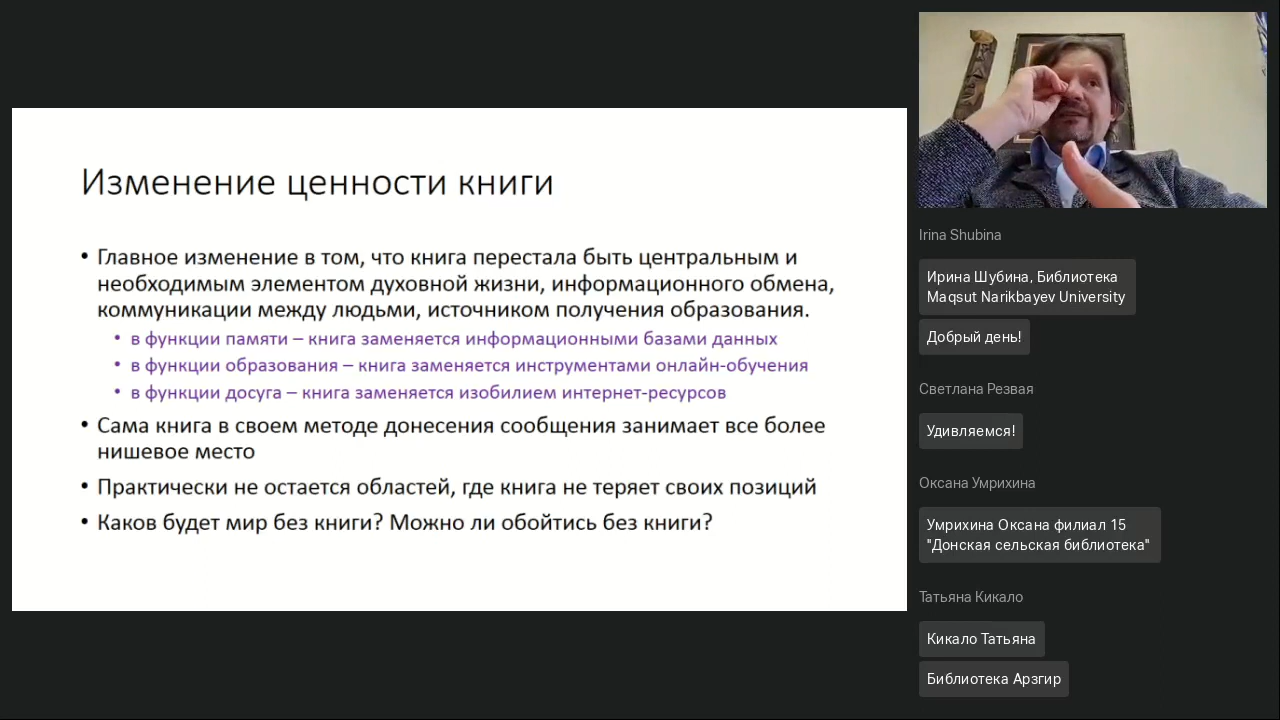 Изменение ценности книги
• Главное изменение в том, что книга перестала быть центральным и
необходимым элементом духовной жизни, информационного обмена,
коммуникации между людьми, источником получения образования.
• в функции памяти – книга заменяется информационными базами данных
• в функции образования – книга заменяется инструментами онлайн-обучения
• в функции досуга – книга заменяется изобилием интернет-ресурсов
• Сама книга в своем методе донесения сообщения занимает все более
нишевое место
• Практически не остается областей, где книга не теряет своих позиций
• Каков будет мир без книги? Можно ли обойтись без книги?
Irina Shubina
Ирина Шубина, Библиотека
Maqsut Narikbayev University
Добрый день!
Светлана Резвая
Удивляемся!
Оксана Умрихина
Умрихина Оксана филиал 15
"Донская сельская библиотека"
Татьяна Кикало
Кикало Татьяна
Библиотека Арзгир